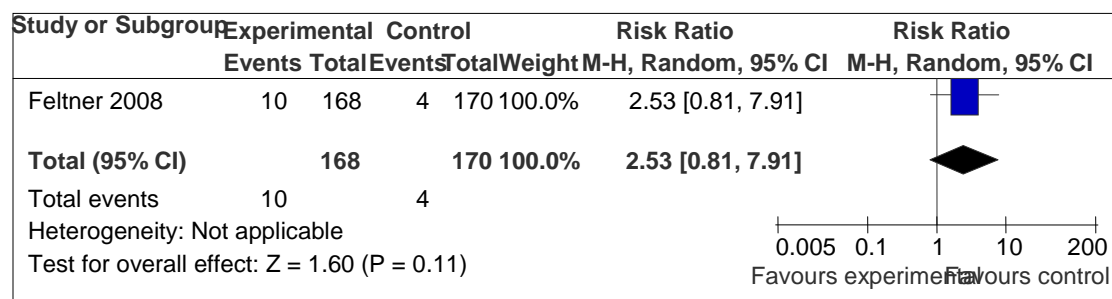 Study or Subgroup Experimental Control Risk Ratio Risk Ratio
Events Total Events Total Weight M-H, Random, 95% CI M-H, Random, 95% CI
Feltner 2008 10 168 4 170 100.0% 2.53 [0.81, 7.91]
Total (95% CI) 168 170 100.0% 2.53 [0.81, 7.91]
Total events 10 4
Heterogeneity: Not applicable
Test for overall effect: Z = 1.60 (P = 0.11)
0.005 0.1 1 10 200
Favours experimental Favours control